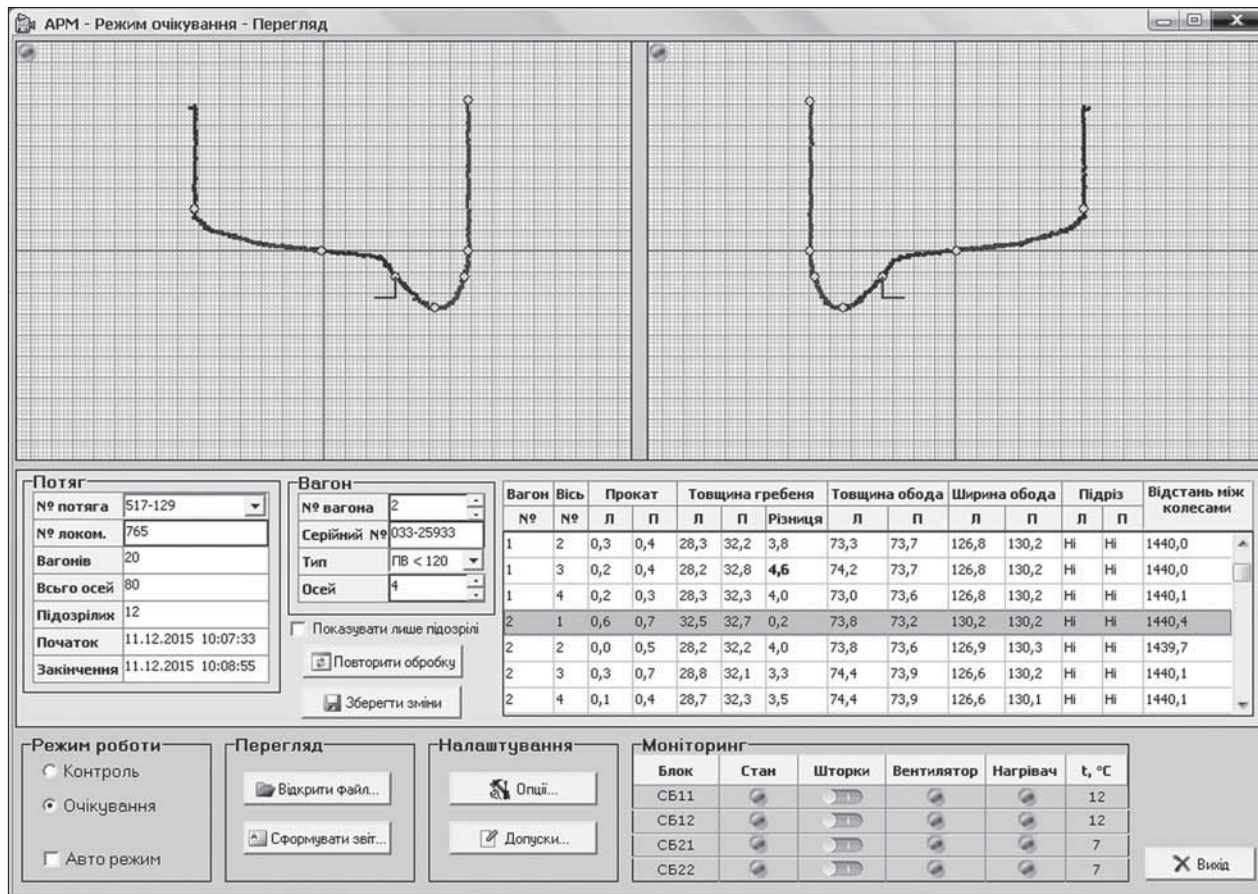 АРМ - Режим очікування - Перегляд
Потяг
№ потяга 517-129
№ локом. 765
Вагонів 20
Всього осей 80
Підозрілих 12
Початок 11.12.2015 10:07:33
Закінчення 11.12.2015 10:08:55
Вагон
№ вагона 2
Серійний № 033-25933
Тип ПВ < 120
Осей 4
Показувати лише підозрілі
Повторити обробку
Зберегти зміни
Вагон Вісь Прокат Товщина гребеня Товщина обода Ширина обода Підріз Відстань між колесами
№ № Л П Л П Різниця Л П Л П Л П
1 2 0,3 0,4 28,3 32,2 3,8 73,3 73,7 126,8 130,2 Ні Ні 1440,0
1 3 0,2 0,4 28,2 32,8 4,6 74,2 73,7 126,8 130,2 Ні Ні 1440,0
1 4 0,2 0,3 28,3 32,3 4,0 73,0 73,6 126,8 130,2 Ні Ні 1440,1
2 1 0,6 0,7 32,5 32,7 0,2 73,8 73,2 130,2 130,2 Ні Ні 1440,4
2 2 0,0 0,5 28,2 32,2 4,0 73,8 73,6 126,9 130,3 Ні Ні 1439,7
2 3 0,3 0,7 28,8 32,1 3,3 74,4 73,9 126,6 130,2 Ні Ні 1440,1
2 4 0,1 0,4 28,7 32,3 3,5 74,4 73,9 126,6 130,1 Ні Ні 1440,1
Режим роботи
Контроль
Очікування
Авто режим
Перегляд
Відкрити файл...
Сформувати звіт...
Налаштування
Опції...
Допуски...
Моніторинг
Блок Стан Шторки Вентилятор Нагрівач t, °C
СБ11 12
СБ12 12
СБ21 7
СБ22 7
Вихід